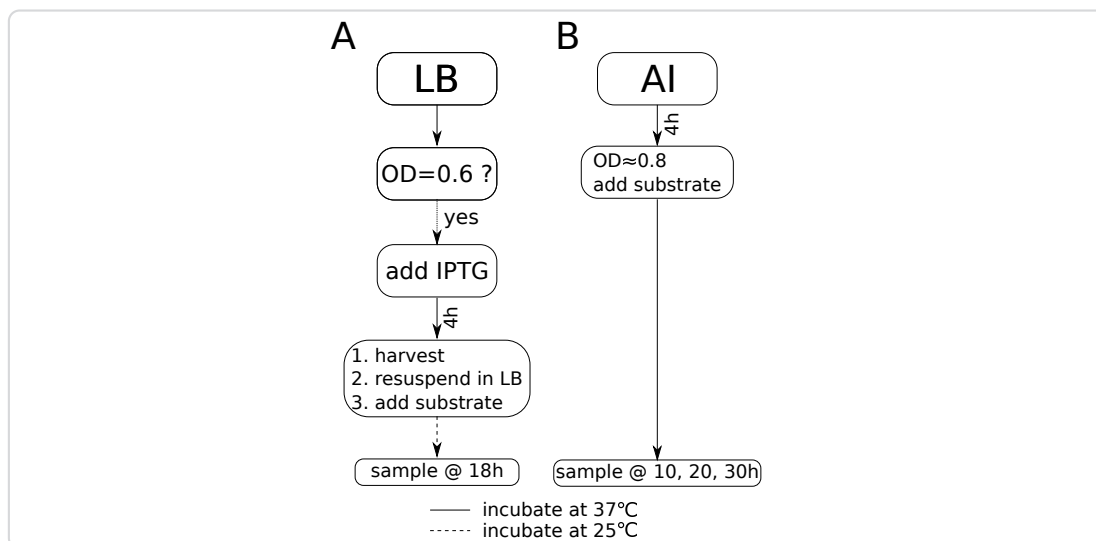 A
LB
OD=0.6 ?
yes
add IPTG
4h
1. harvest
2. resuspend in LB
3. add substrate
sample @ 18h
B
AI
4h
OD≈0.8
add substrate
sample @ 10, 20, 30h
incubate at 37℃
incubate at 25℃